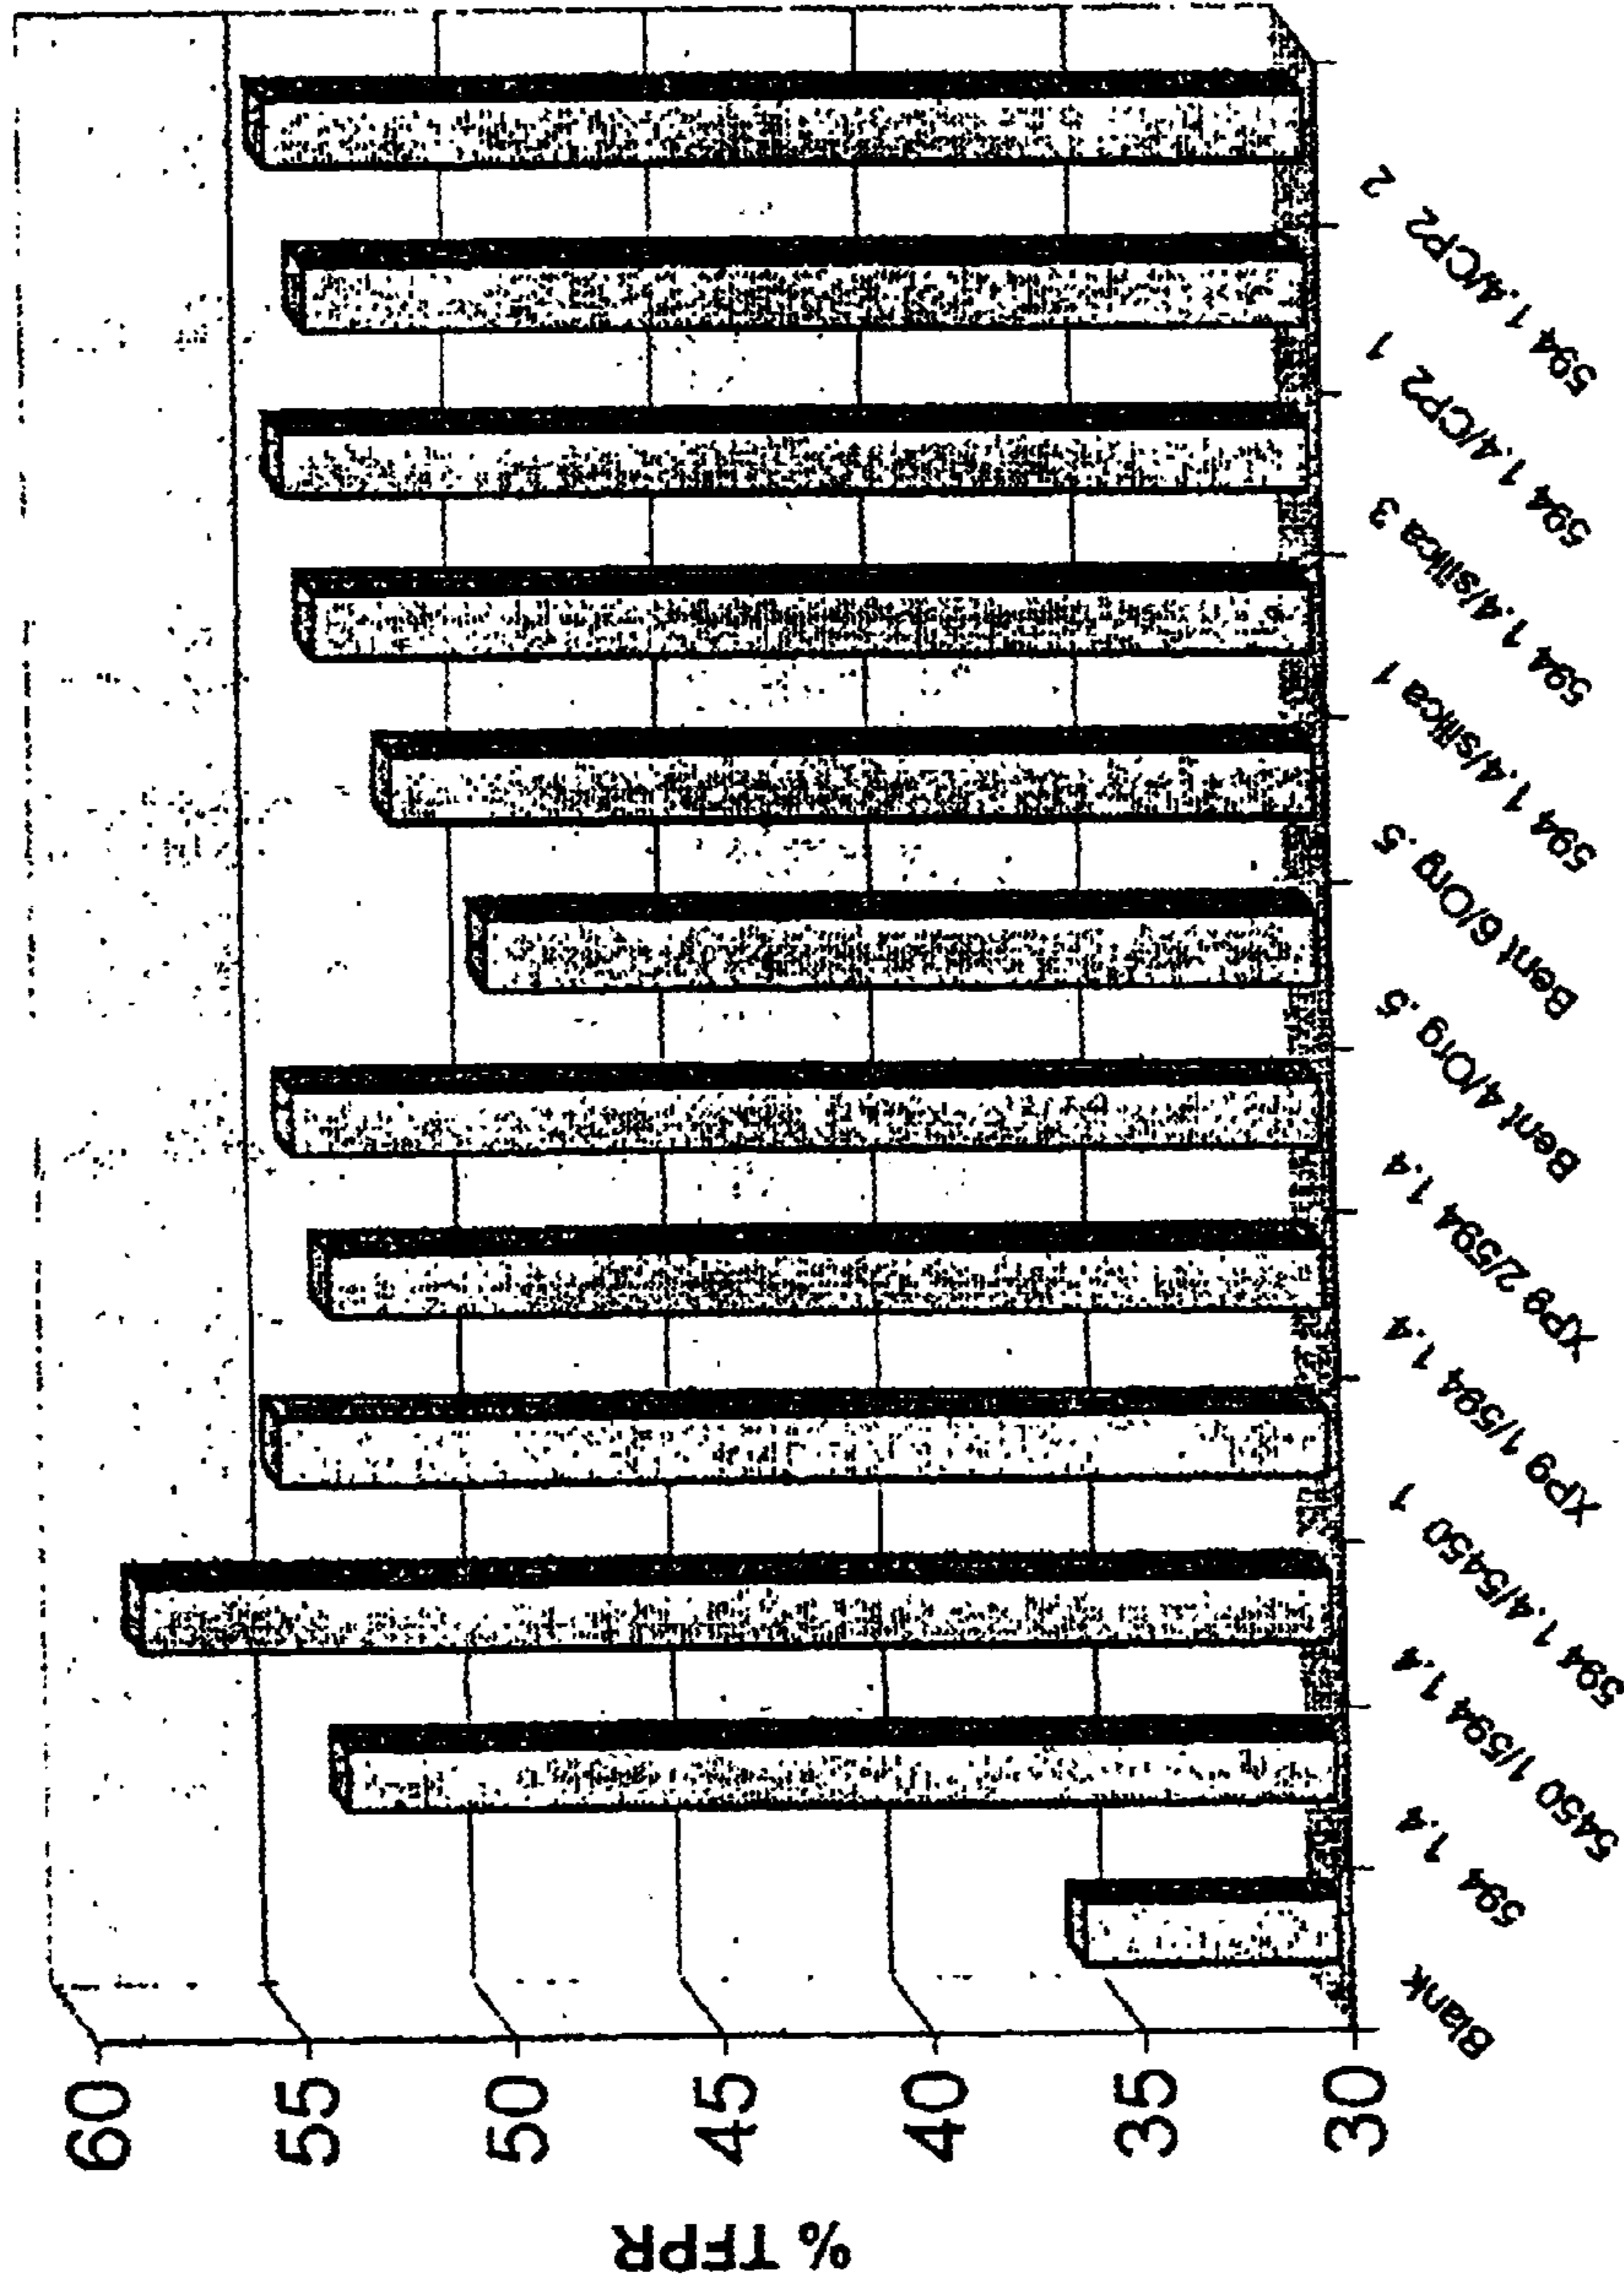 % TFPR
60
55
50
45
40
35
30
Blank
594 1.4
5450 1/594 1.4
594 1.4/5450 1
XP9 1/594 1.4
XP9 2/594 1.4
Bent 4/Org .5
Bent 6/Org .5
594 1.4/silica 1
594 1.4/silica 3
594 1.4/CP2 1
594 1.4/CP2 2